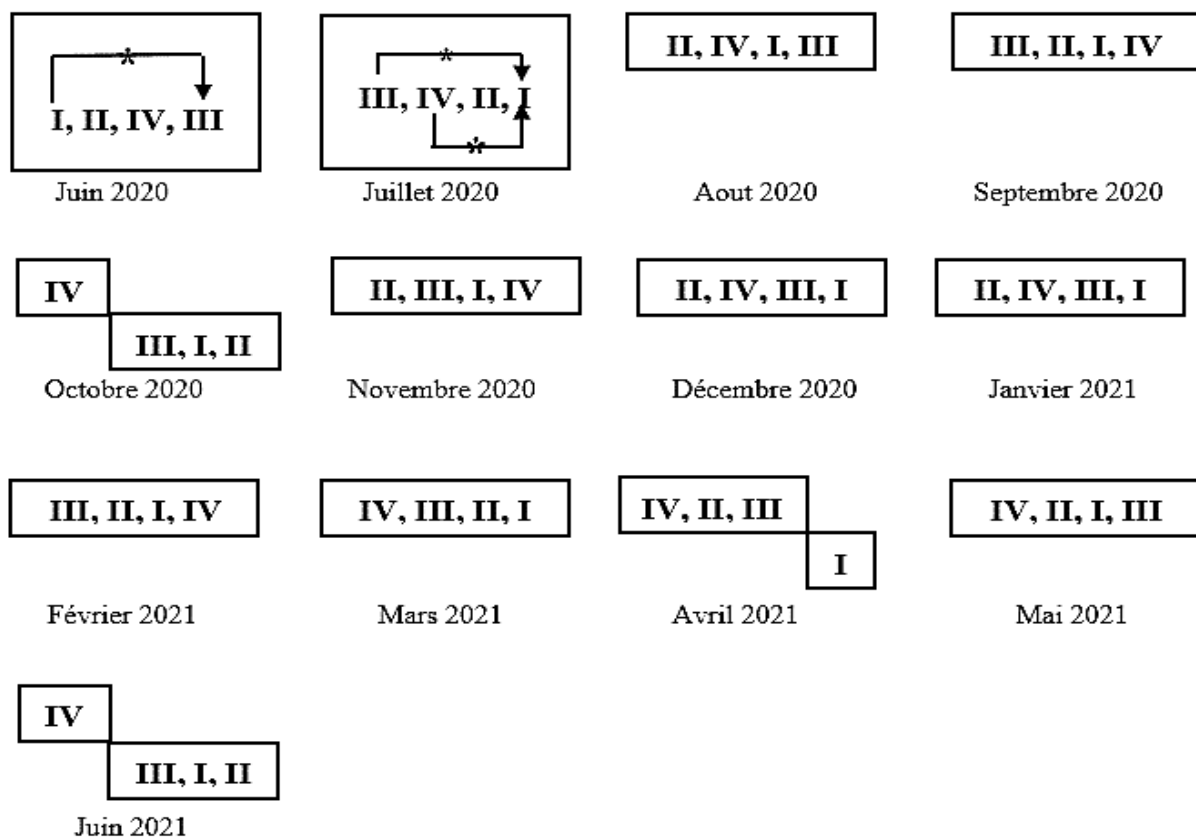 I, II, IV, III
Juin 2020
III, IV, II, I
Juillet 2020
II, IV, I, III
Aout 2020
III, II, I, IV
Septembre 2020
IV
III, I, II
Octobre 2020
II, III, I, IV
Novembre 2020
II, IV, III, I
Décembre 2020
II, IV, III, I
Janvier 2021
III, II, I, IV
Février 2021
IV, III, II, I
Mars 2021
IV, II, III
I
Avril 2021
IV, II, I, III
Mai 2021
IV
III, I, II
Juin 2021